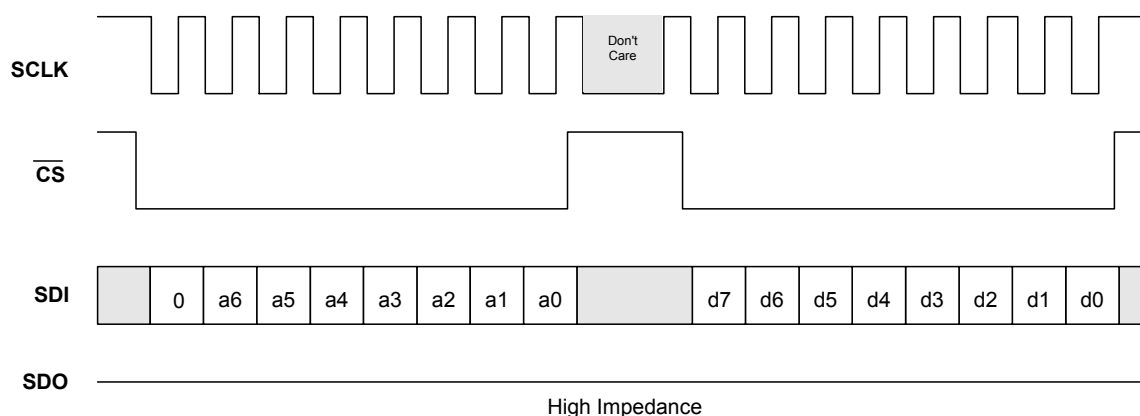 Don't
Care
SCLK
CS
SDI 0 a6 a5 a4 a3 a2 a1 a0 d7 d6 d5 d4 d3 d2 d1 d0
SDO
High Impedance